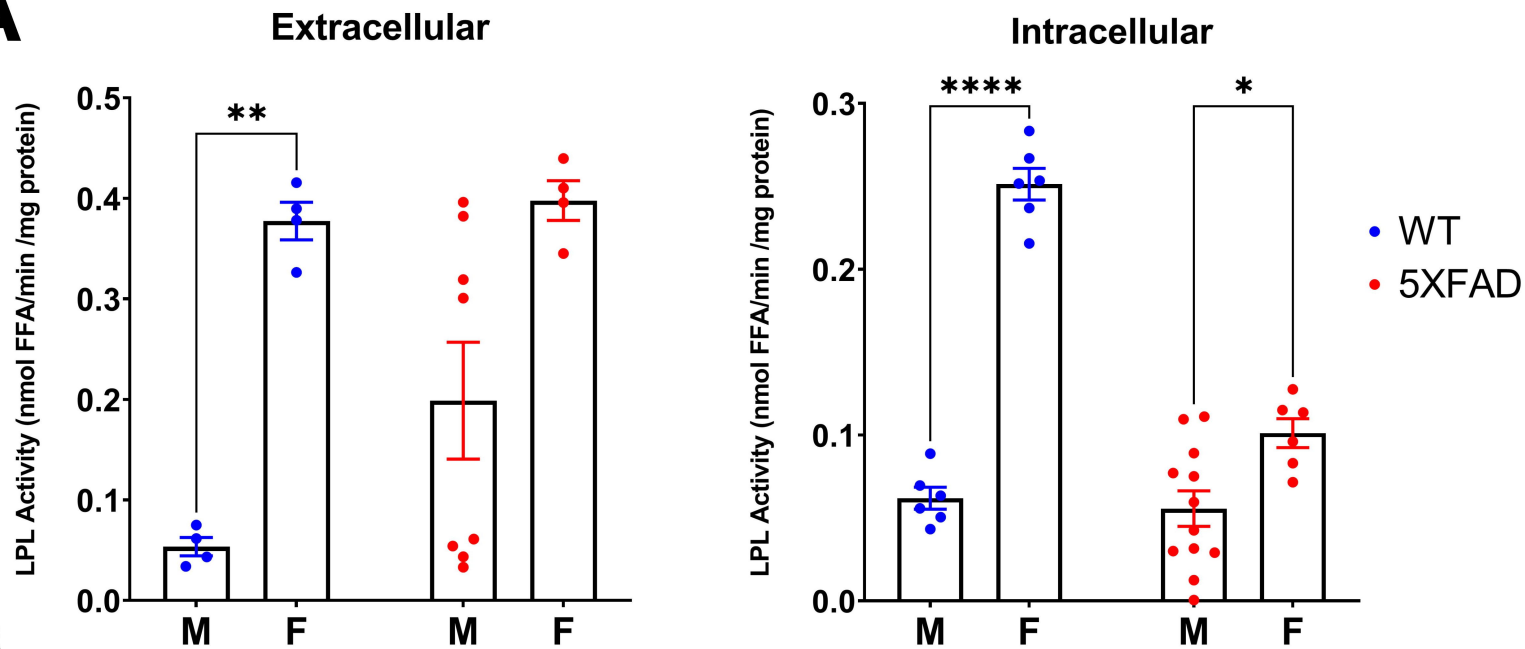 A
Extracellular
LPL Activity (nmol FFA/min /mg protein)
0.5
0.4
0.3
0.2
0.1
0.0
**
M F M F
Intracellular
LPL Activity (nmol FFA/min /mg protein)
0.3
0.2
0.1
0.0
**** *
M F M F
WT
5XFAD